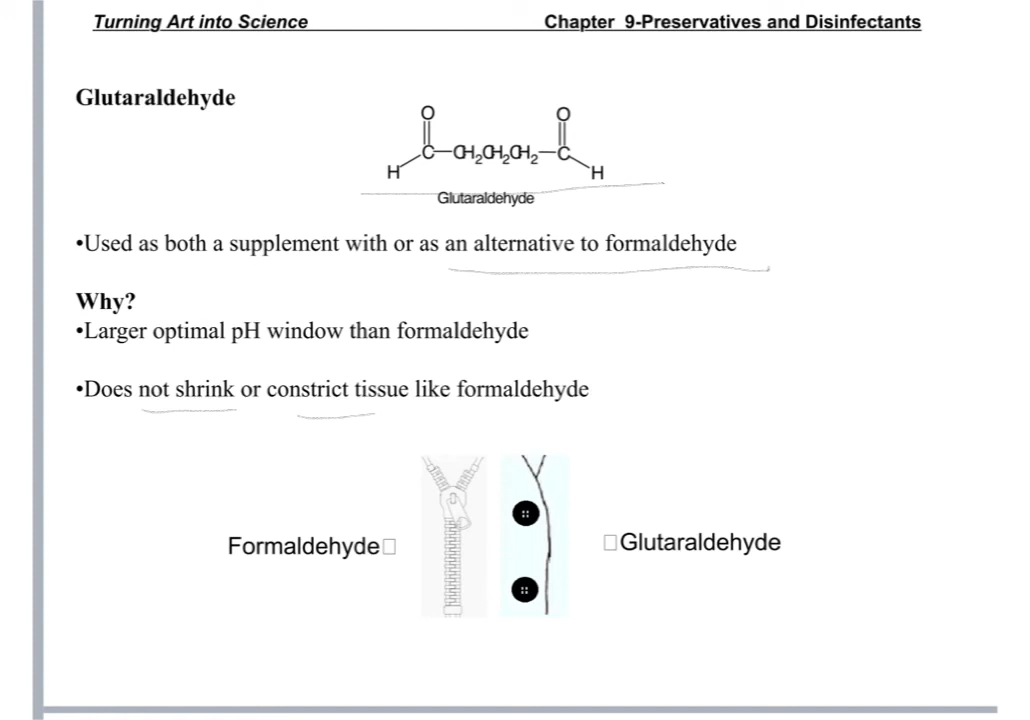 Turning Art into Science Chapter 9-Preservatives and Disinfectants
Glutaraldehyde
O O
C—CH₂CH₂CH₂—C
H H
Glutaraldehyde
•Used as both a supplement with or as an alternative to formaldehyde
Why?
•Larger optimal pH window than formaldehyde
•Does not shrink or constrict tissue like formaldehyde
Formaldehyde□ □Glutaraldehyde